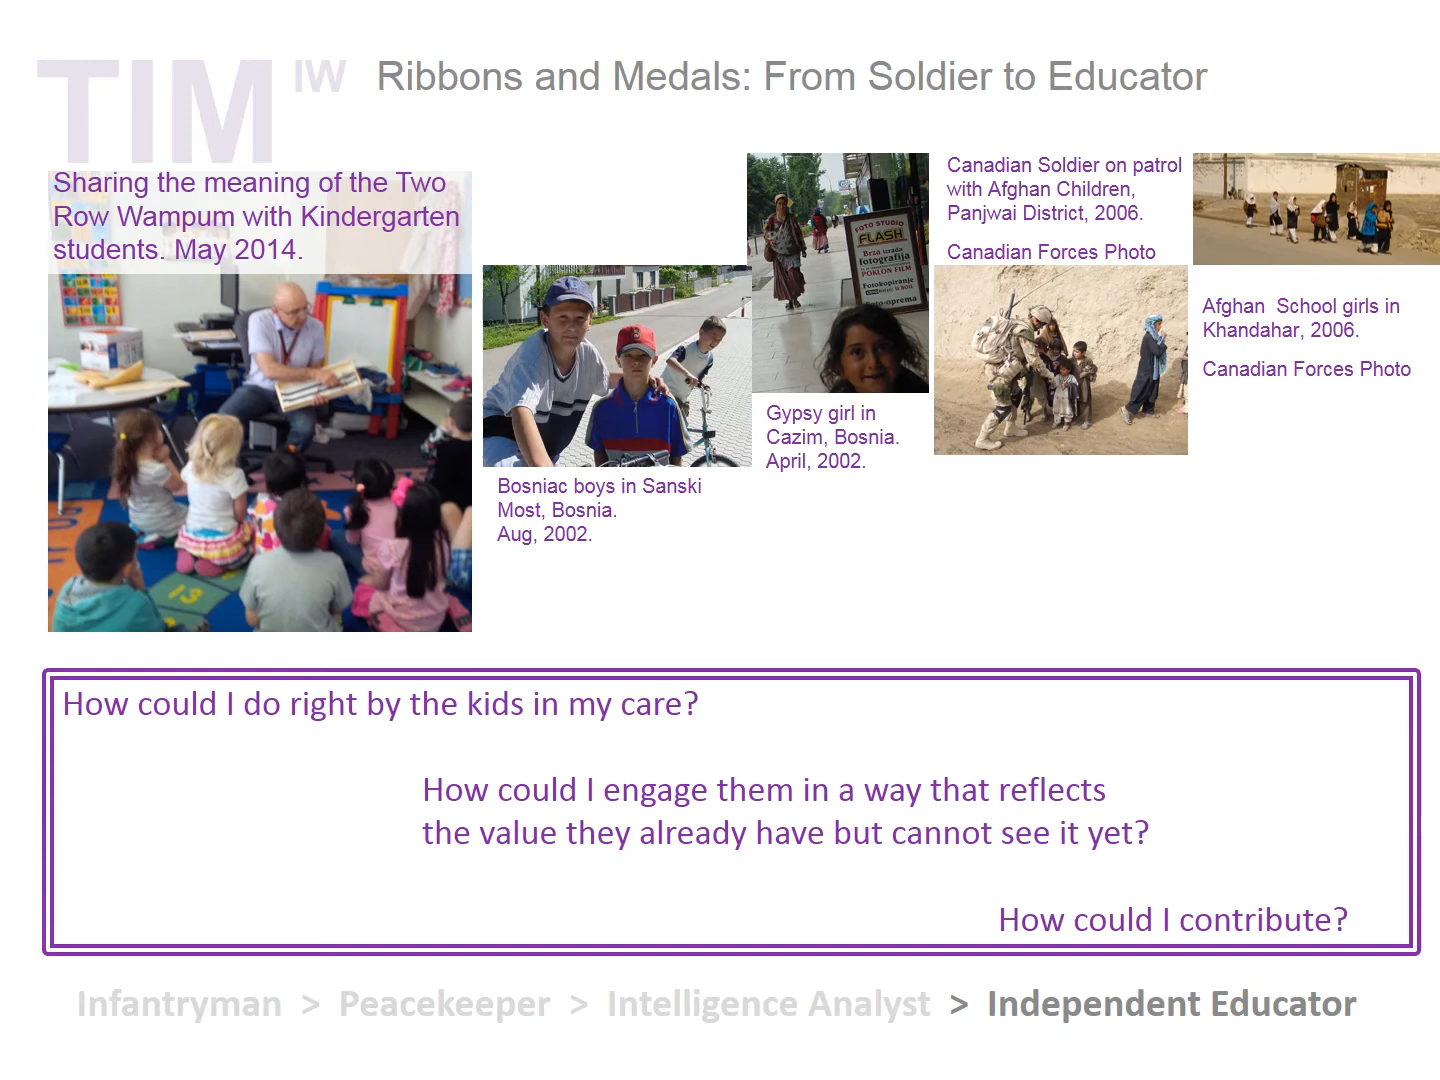 TIM IW
Ribbons and Medals: From Soldier to Educator
Sharing the meaning of the Two
Row Wampum with Kindergarten
students. May 2014.
Bosniac boys in Sanski
Most, Bosnia.
Aug, 2002.
FOTO STUDIO
FLASH
Brza izrada
fotografija
POKLON FILM
Fotokopiranje
Foto-oprema
Gypsy girl in
Cazim, Bosnia.
April, 2002.
Canadian Soldier on patrol
with Afghan Children,
Panjwai District, 2006.
Canadian Forces Photo
Afghan  School girls in
Khandahar, 2006.
Canadian Forces Photo
13
How could I do right by the kids in my care?
How could I engage them in a way that reflects
the value they already have but cannot see it yet?
How could I contribute?
Infantryman > Peacekeeper > Intelligence Analyst > Independent Educator